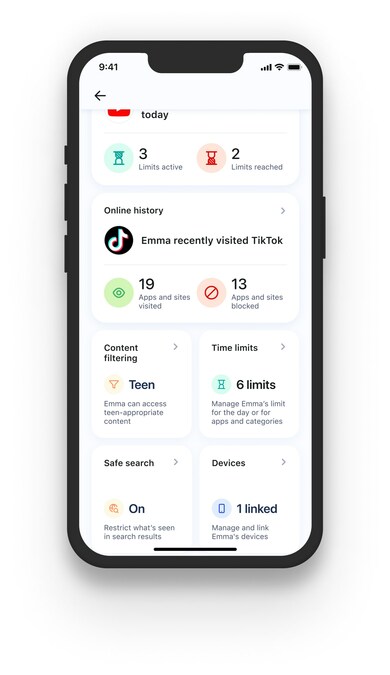 9:41
today
3
Limits active
2
Limits reached
Online history
Emma recently visited TikTok
19
Apps and sites
visited
13
Apps and sites
blocked
Content
filtering
Teen
Emma can access
teen-appropriate
content
Time limits
6 limits
Manage Emma's limit
for the day or for
apps and categories
Safe search
On
Restrict what's seen
in search results
Devices
1 linked
Manage and link
Emma's devices